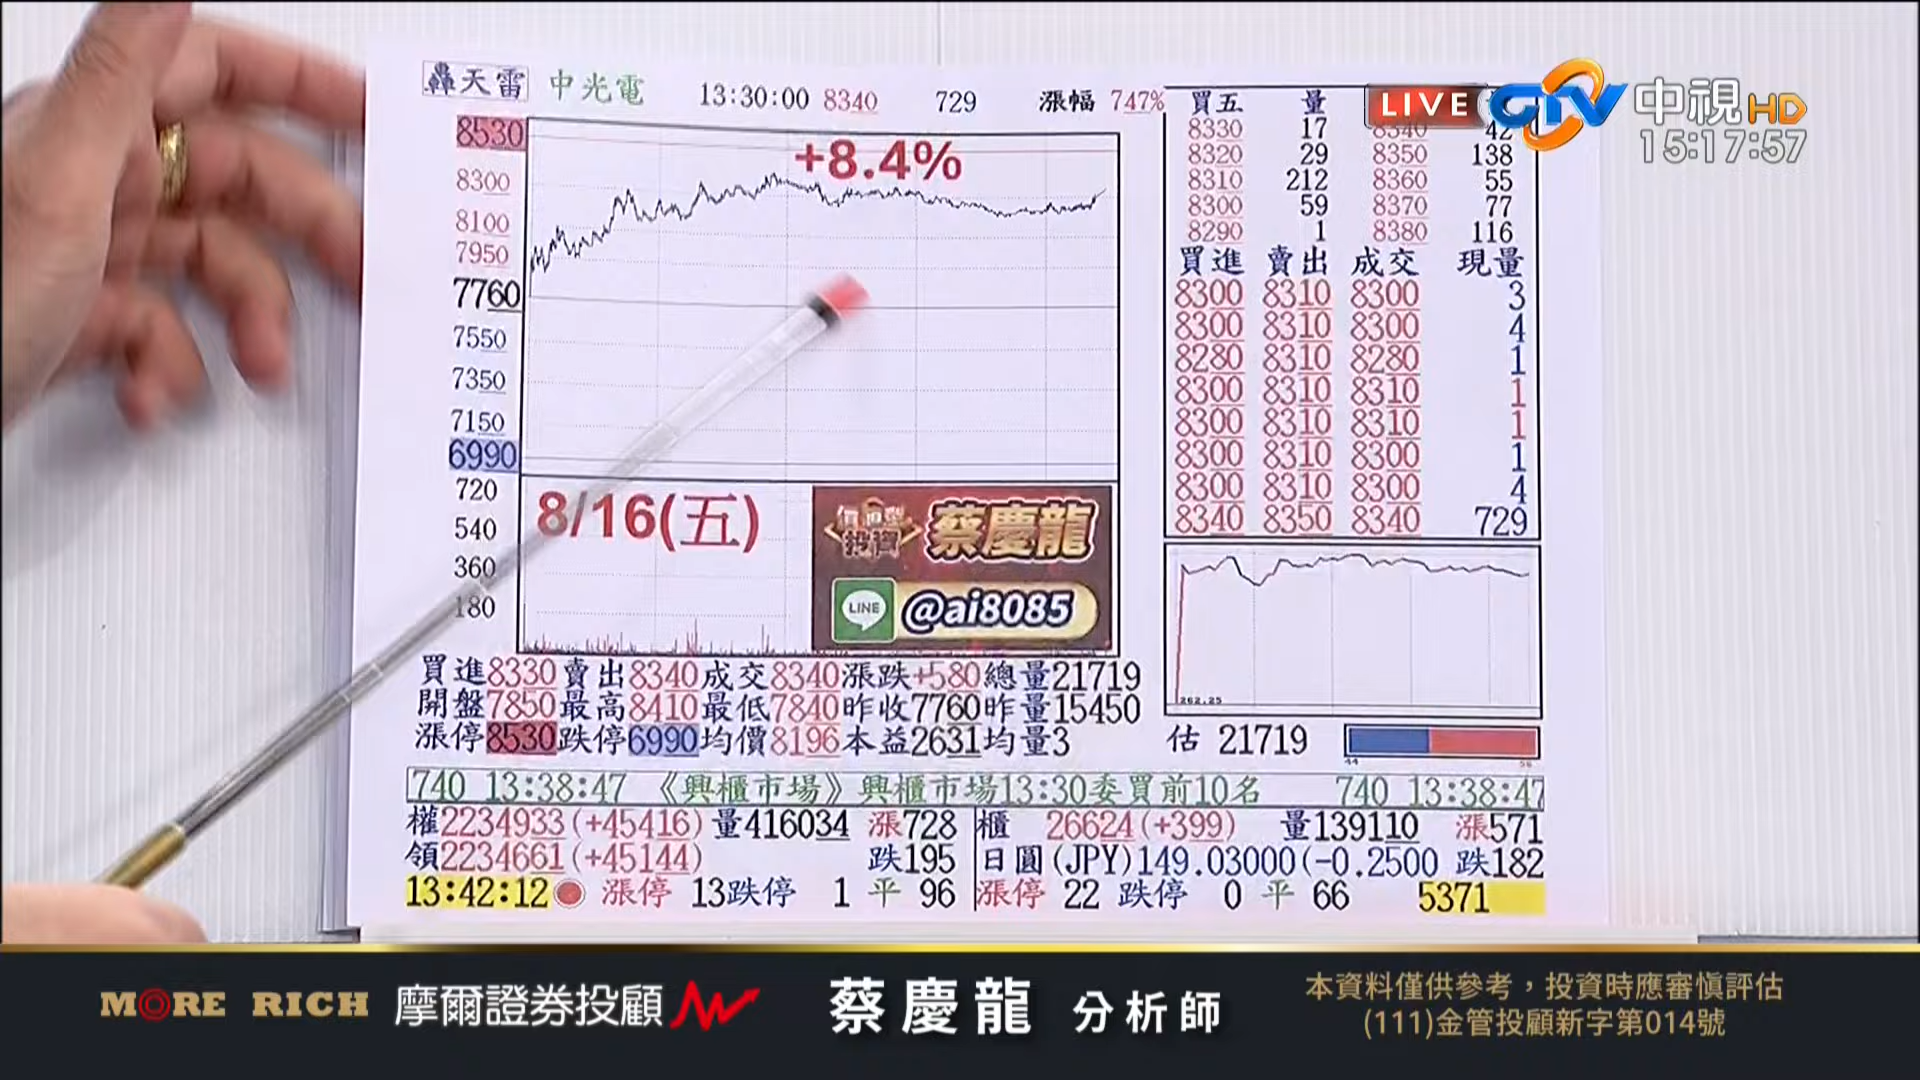 轟天雷 中光電 13:30:00 8340 729 漲幅 747%
LIVE CTV 中視HD
15:17:57
8530
8300
8100
7950
7760
7550
7350
7150
6990
720
540
360
180
+8.4%
8/16(五)
投資 蔡慶龍
LINE @ai8085
買五 量
8330 17 8340 42
8320 29 8350 138
8310 212 8360 55
8300 59 8370 77
8290 1 8380 116
買進 賣出 成交 現量
8300 8310 8300 3
8300 8310 8300 4
8280 8310 8280 1
8300 8310 8310 1
8300 8310 8310 1
8300 8310 8300 1
8300 8310 8300 4
8340 8350 8340 729
262.25
估 21719
44 56
買進8330賣出8340成交8340漲跌+580總量21719
開盤7850最高8410最低7840昨收7760昨量15450
漲停8530跌停6990均價8196本益2631均量3
740 13:38:47 《興櫃市場》興櫃市場13:30委買前10名 740 13:38:47
權2234933(+45416)量416034 漲728 櫃 26624(+399) 量139110 漲571
領2234661(+45144) 跌195 日圓(JPY)149.03000(-0.2500 跌182
13:42:12 漲停 13跌停 1 平 96 漲停 22 跌停 0 平 66 5371
MORE RICH 摩爾證券投顧 蔡慶龍 分析師
本資料僅供參考，投資時應審慎評估
(111)金管投顧新字第014號